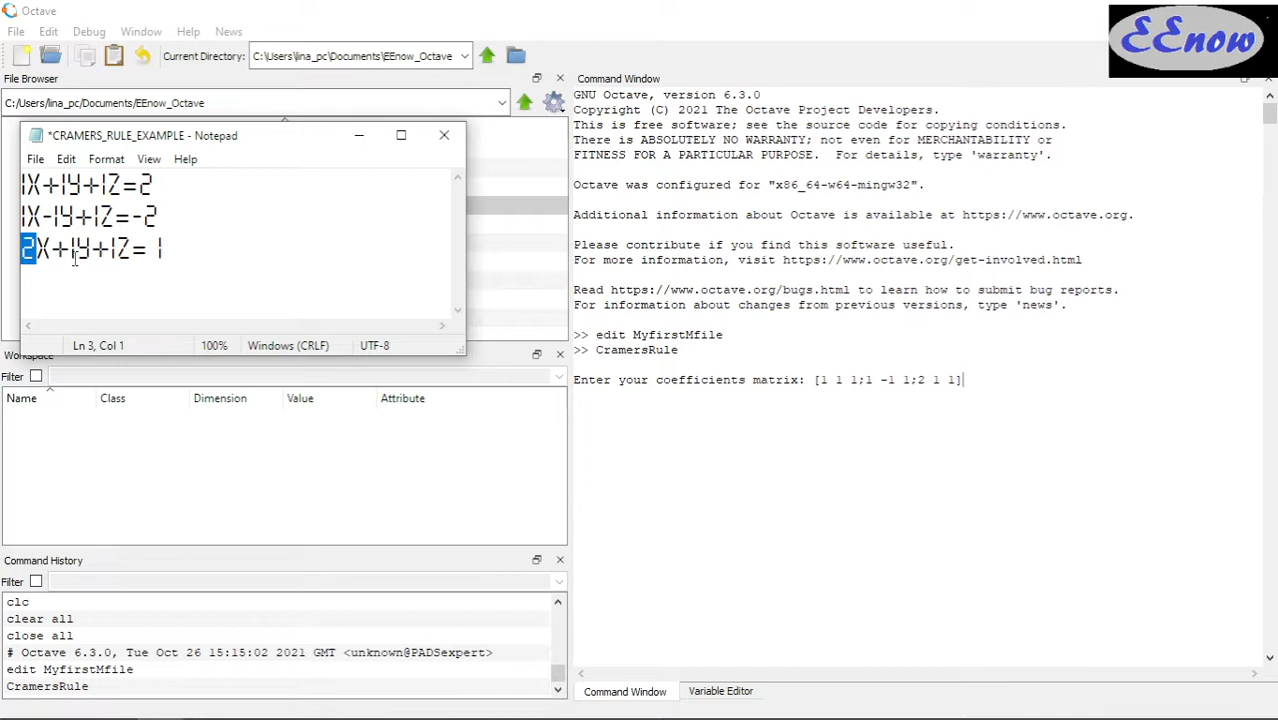 Octave
File Edit Debug Window Help News
Current Directory: C:\Users\lina_pc\Documents\EEnow_Octave
EEnow
File Browser
C:/Users/lina_pc/Documents/EEnow_Octave
*CRAMERS_RULE_EXAMPLE - Notepad
File Edit Format View Help
1X+1Y+1Z=2
1X-1Y+1Z=-2
2X+1Y+1Z= 1
Ln 3, Col 1 100% Windows (CRLF) UTF-8
Workspace
Filter
Name Class Dimension Value Attribute
Command History
Filter
clc
clear all
close all
# Octave 6.3.0, Tue Oct 26 15:15:02 2021 GMT <unknown@PADSexpert>
edit MyfirstMfile
CramersRule
Command Window
GNU Octave, version 6.3.0
Copyright (C) 2021 The Octave Project Developers.
This is free software; see the source code for copying conditions.
There is ABSOLUTELY NO WARRANTY; not even for MERCHANTABILITY or
FITNESS FOR A PARTICULAR PURPOSE.  For details, type 'warranty'.
Octave was configured for "x86_64-w64-mingw32".
Additional information about Octave is available at https://www.octave.org.
Please contribute if you find this software useful.
For more information, visit https://www.octave.org/get-involved.html
Read https://www.octave.org/bugs.html to learn how to submit bug reports.
For information about changes from previous versions, type 'news'.
>> edit MyfirstMfile
>> CramersRule
Enter your coefficients matrix: [1 1 1;1 -1 1;2 1 1]
Command Window Variable Editor